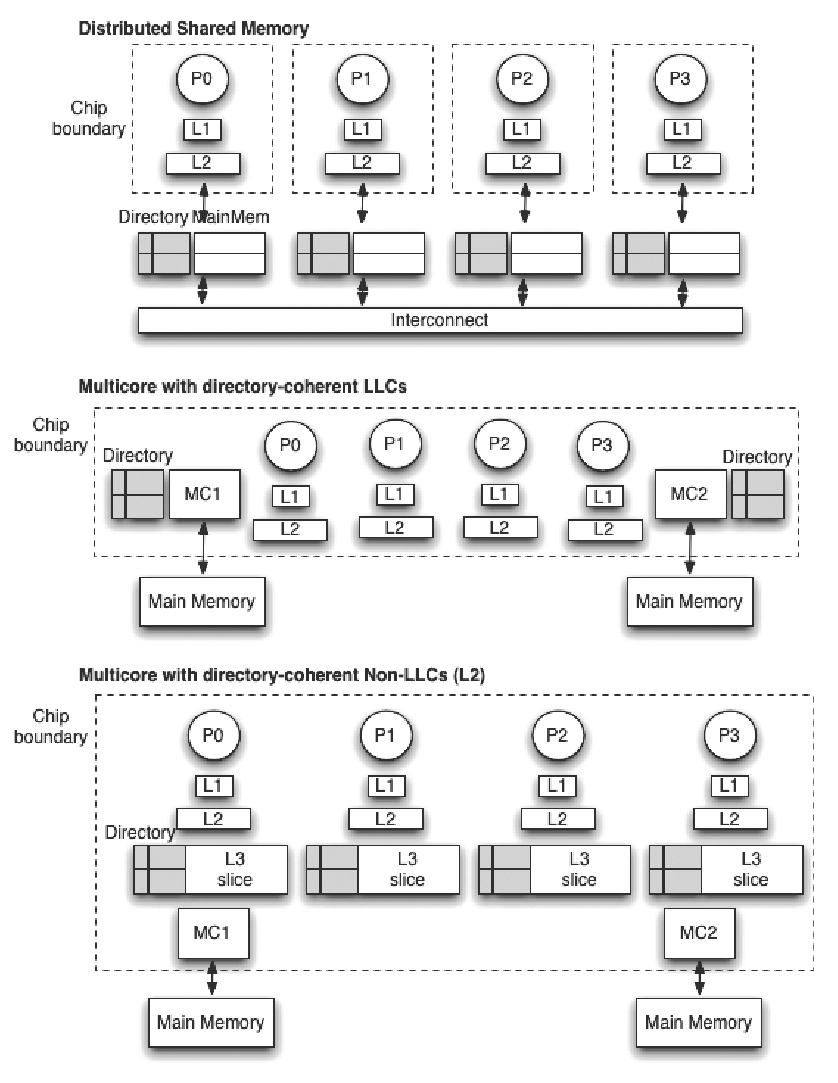 Distributed Shared Memory
P0 P1 P2 P3
Chip
boundary
L1 L1 L1 L1
L2 L2 L2 L2
Directory MainMem
Interconnect
Multicore with directory-coherent LLCs
Chip
boundary
P0 P1 P2 P3
Directory Directory
MC1 L1 L1 L1 L1 MC2
L2 L2 L2 L2
Main Memory Main Memory
Multicore with directory-coherent Non-LLCs (L2)
Chip
boundary
P0 P1 P2 P3
L1 L1 L1 L1
L2 L2 L2 L2
Directory
L3 L3 L3 L3
slice slice slice slice
MC1 MC2
Main Memory Main Memory